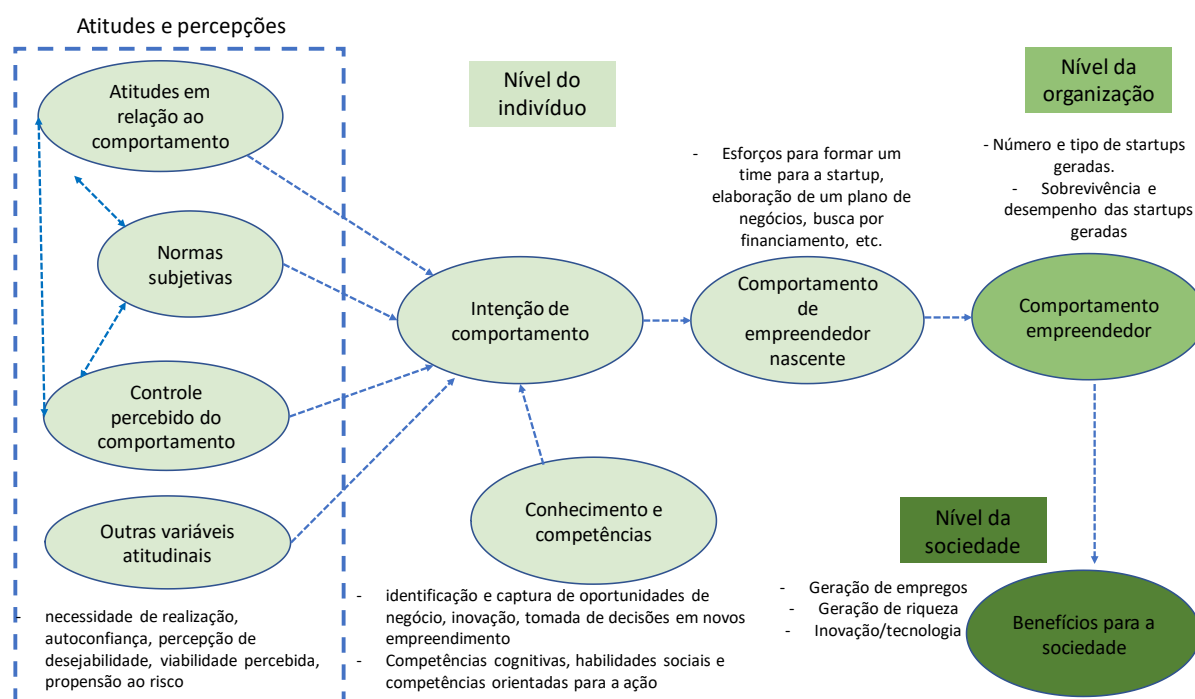 Atitudes e percepções
Atitudes em
relação ao
comportamento
Normas
subjetivas
Controle
percebido do
comportamento
Outras variáveis
atitudinais
- necessidade de realização,
autoconfiança, percepção de
desejabilidade, viabilidade percebida,
propensão ao risco
Nível do
indivíduo
Intenção de
comportamento
Conhecimento e
competências
- identificação e captura de oportunidades de
negócio, inovação, tomada de decisões em novos
empreendimento
- Competências cognitivas, habilidades sociais e
competências orientadas para a ação
- Esforços para formar um
time para a startup,
elaboração de um plano de
negócios, busca por
financiamento, etc.
Comportamento
de
empreendedor
nascente
Nível da
organização
- Número e tipo de startups
geradas.
- Sobrevivência e
desempenho das startups
geradas
Comportamento
empreendedor
Nível da
sociedade
- Geração de empregos
- Geração de riqueza
- Inovação/tecnologia
Benefícios para a
sociedade